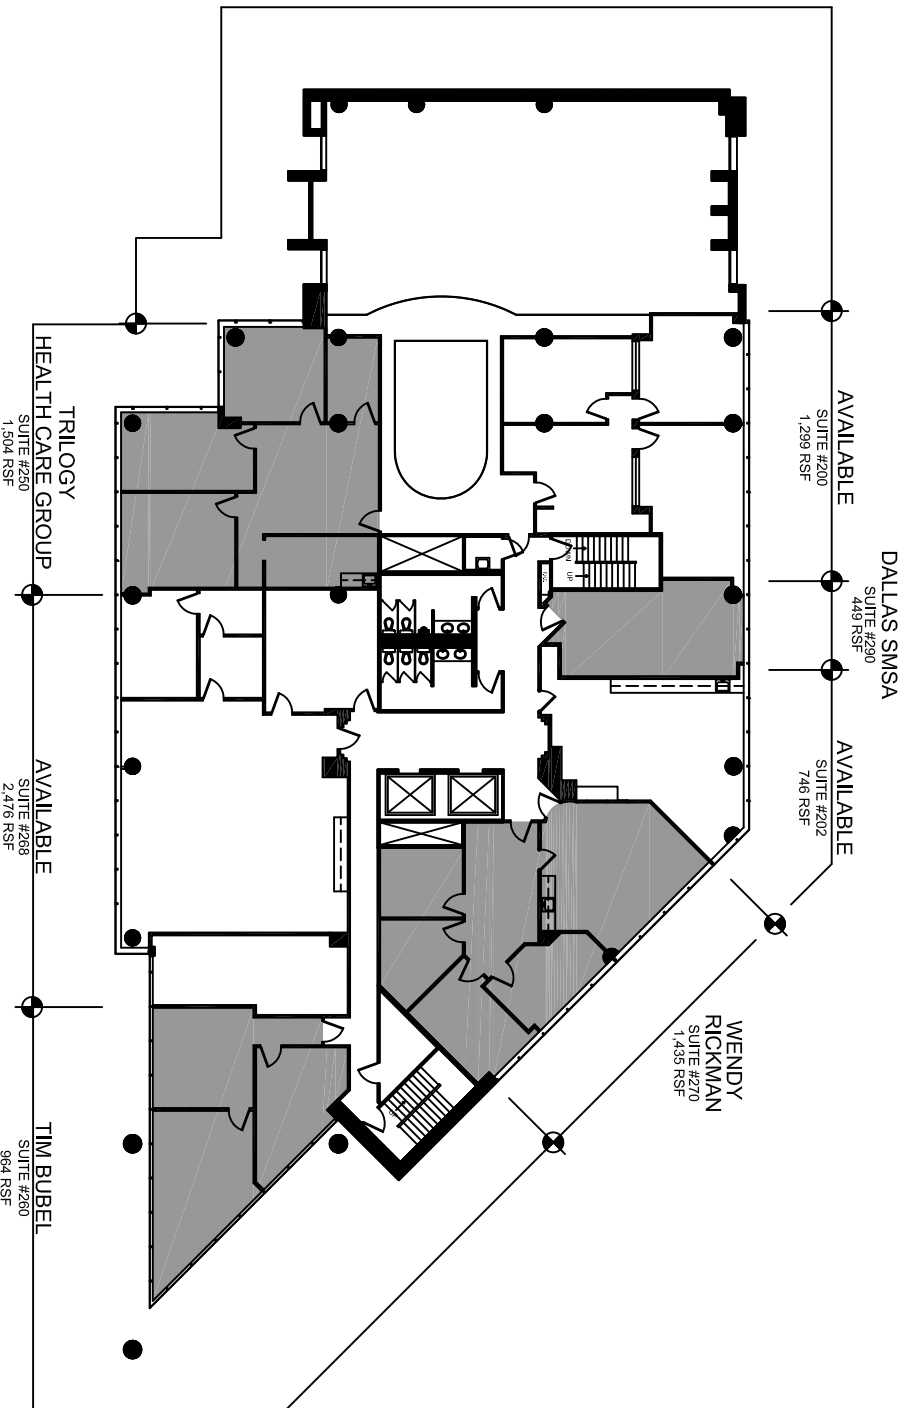 AVAILABLE
SUITE #200
1,299 RSF
DALLAS SMSA
SUITE #290
449 RSF
AVAILABLE
SUITE #202
746 RSF
WENDY
RICKMAN
SUITE #270
1,435 RSF
TRILOGY
HEALTH CARE GROUP
SUITE #250
1,504 RSF
AVAILABLE
SUITE #268
2,476 RSF
TIM BUBEL
SUITE #260
964 RSF
DOWN
UP